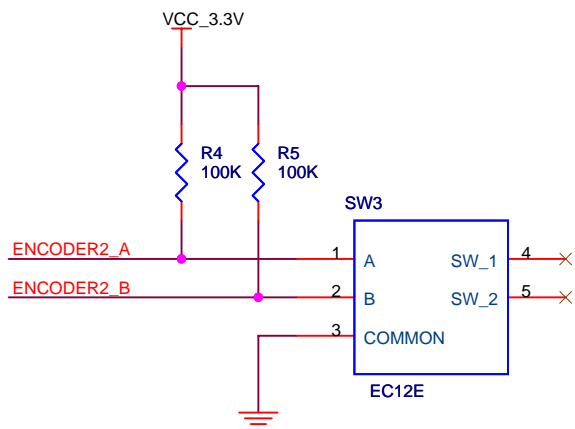 VCC_3.3V
R4
100K
R5
100K
SW3
ENCODER2_A
1
A
SW_1
4
ENCODER2_B
2
B
SW_2
5
3
COMMON
EC12E